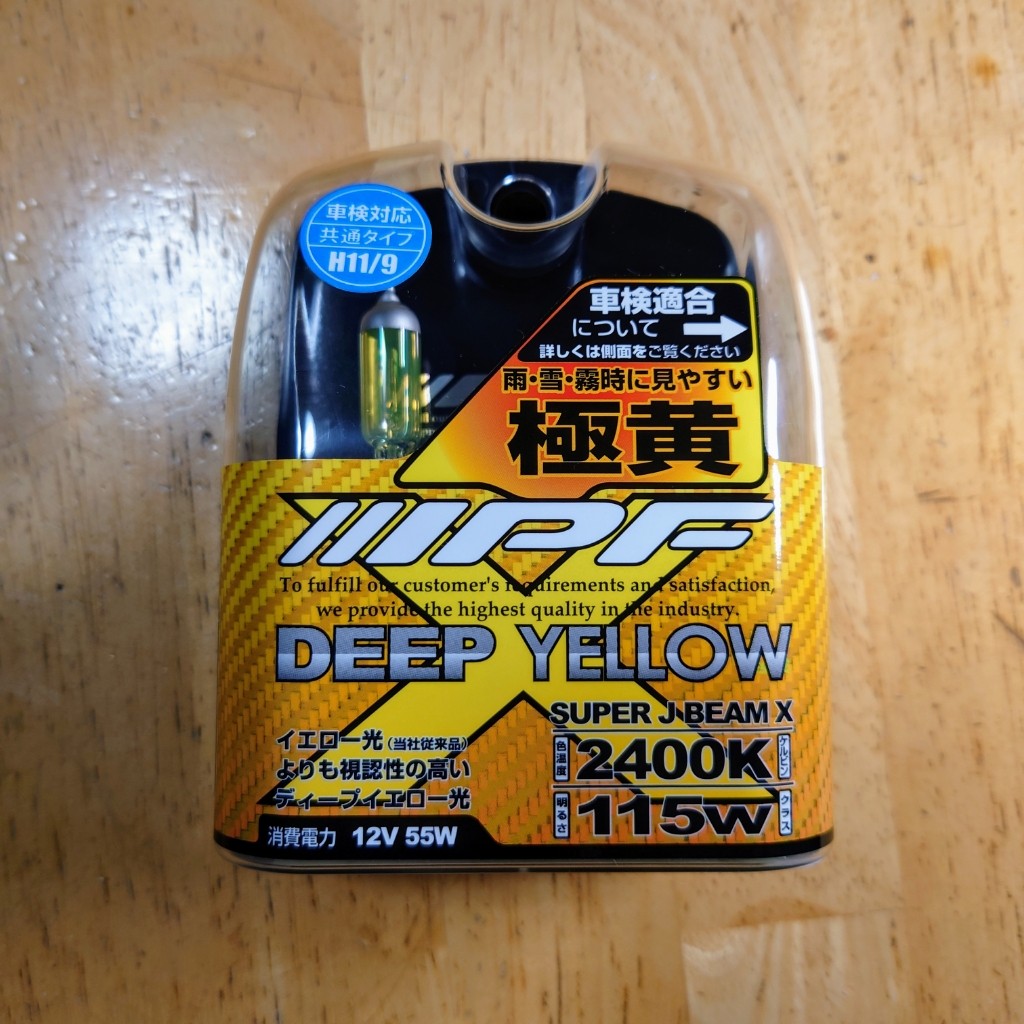 車検対応
共通タイプ
H11/9
車検適合
について
詳しくは側面をご覧ください
雨・雪・霧時に見やすい
極黄
IPF
To fulfill our customer's requirements and satisfaction,
we provide the highest quality in the industry.
X
DEEP YELLOW
SUPER J BEAM X
イエロー光(当社従来品)
よりも視認性の高い
ディープイエロー光
色温度 2400K ケルビン
明るさ 115w クラス
消費電力 12V 55W